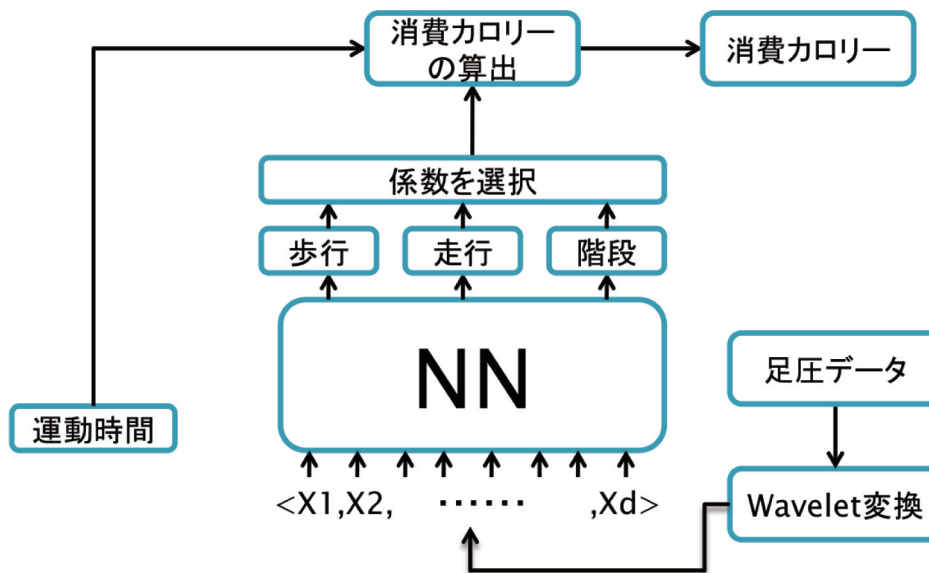 消費カロリー
の算出
消費カロリー
係数を選択
歩行
走行
階段
NN
足圧データ
運動時間
<X1,X2, ‥‥‥ ,Xd>
Wavelet変換